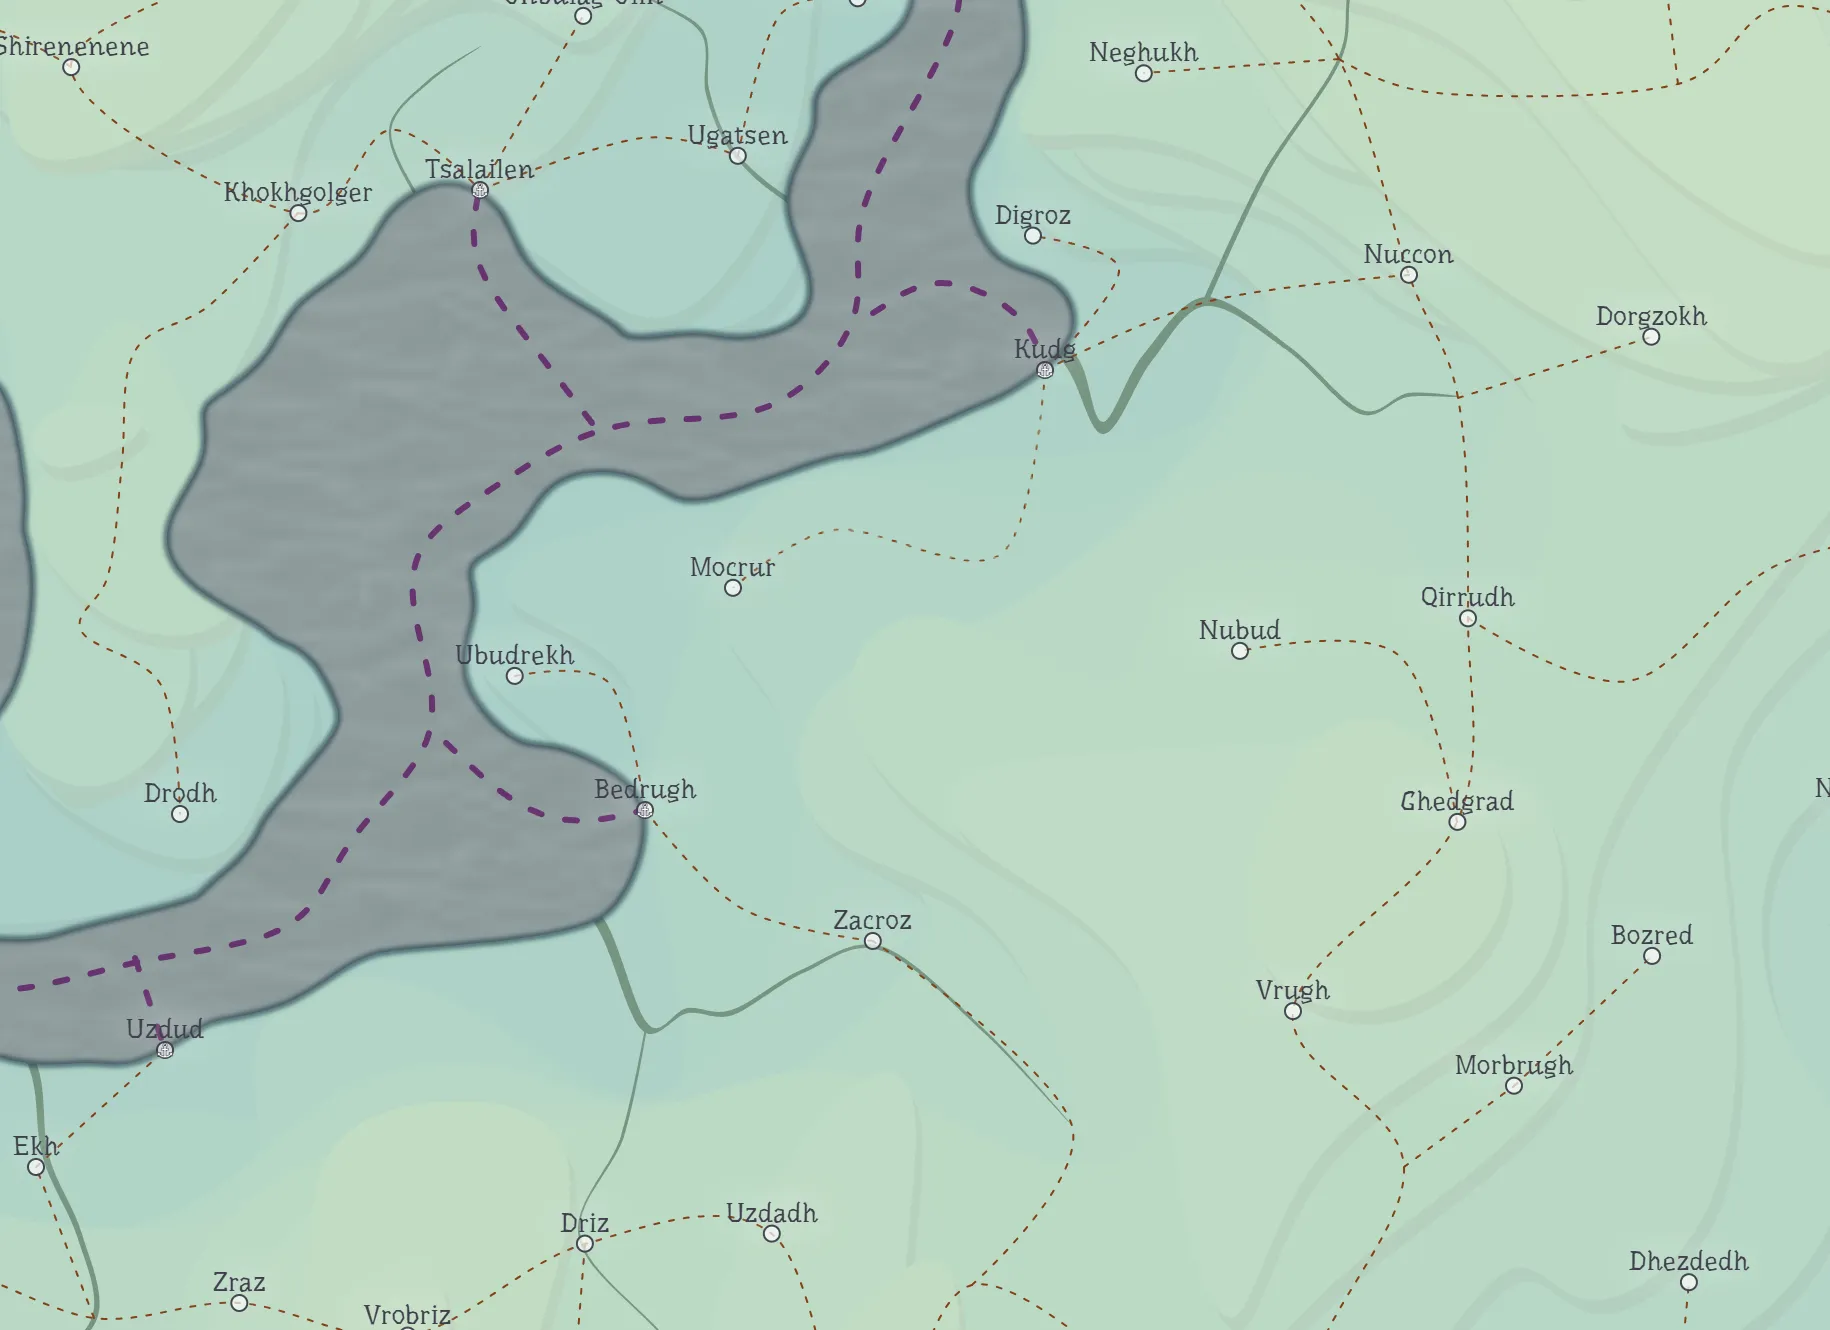 Shirenenene
Neghukh
Ugatsen
Tsalailen
Khokhgolger
Digroz
Nuccon
Dorgzokh
Kudg
Mocrur
Qirrudh
Nubud
Ubudrekh
Drodh
Bedrugh
Ghedgrad
Zacroz
Bozred
Vrugh
Uzdud
Morbrugh
Ekh
Uzdadh
Driz
Dhezdedh
Zraz
Vrobriz